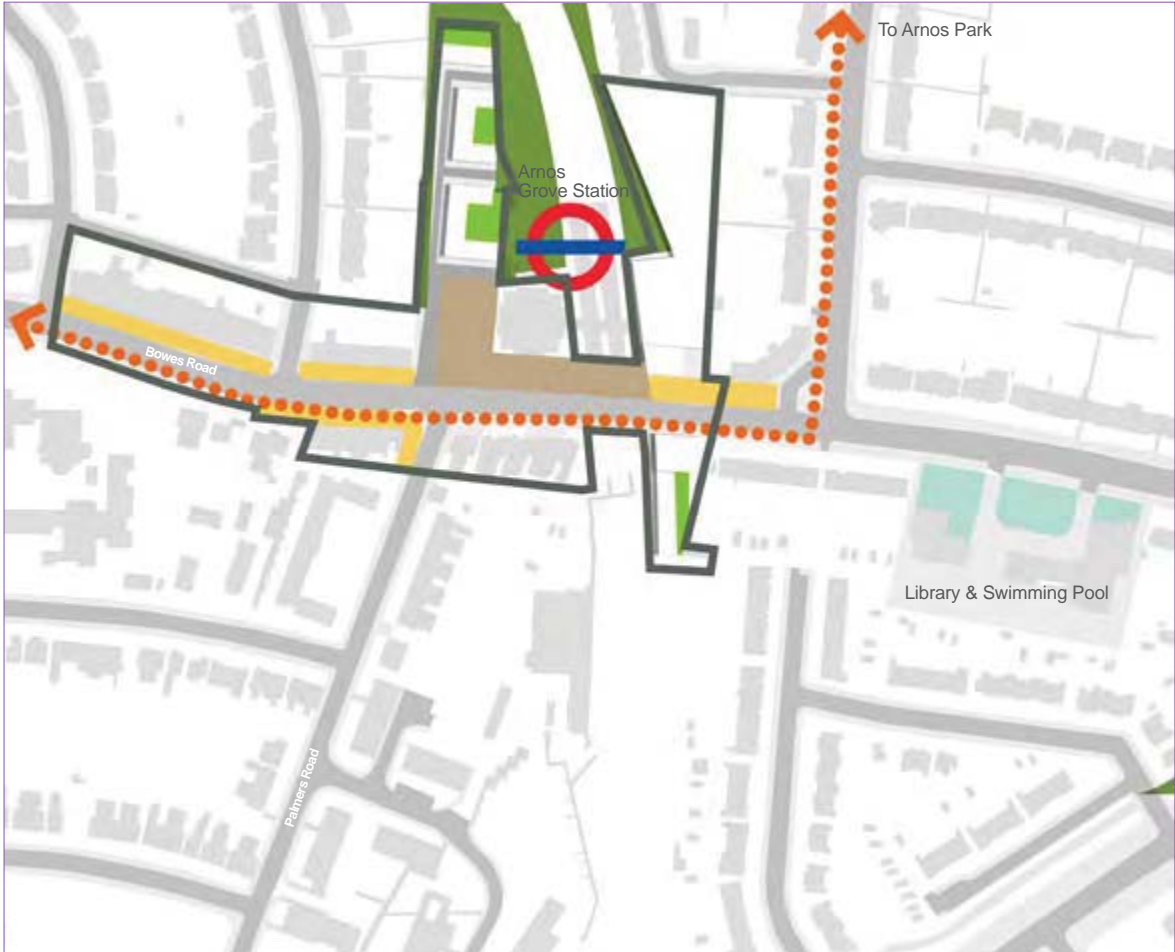 To Arnos Park
Arnos
Grove Station
Bowes Road
Library & Swimming Pool
Palmers Road